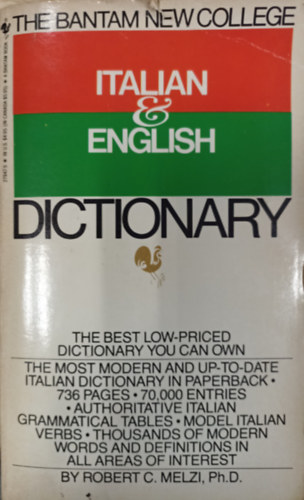 THE BANTAM NEW COLLEGE
ITALIAN
&
ENGLISH
DICTIONARY
THE BEST LOW-PRICED
DICTIONARY YOU CAN OWN
THE MOST MODERN AND UP-TO-DATE
ITALIAN DICTIONARY IN PAPERBACK •
736 PAGES • 70,000 ENTRIES
• AUTHORITATIVE ITALIAN
GRAMMATICAL TABLES • MODEL ITALIAN
VERBS • THOUSANDS OF MODERN
WORDS AND DEFINITIONS IN
ALL AREAS OF INTEREST
BY ROBERT C. MELZI, Ph.D.